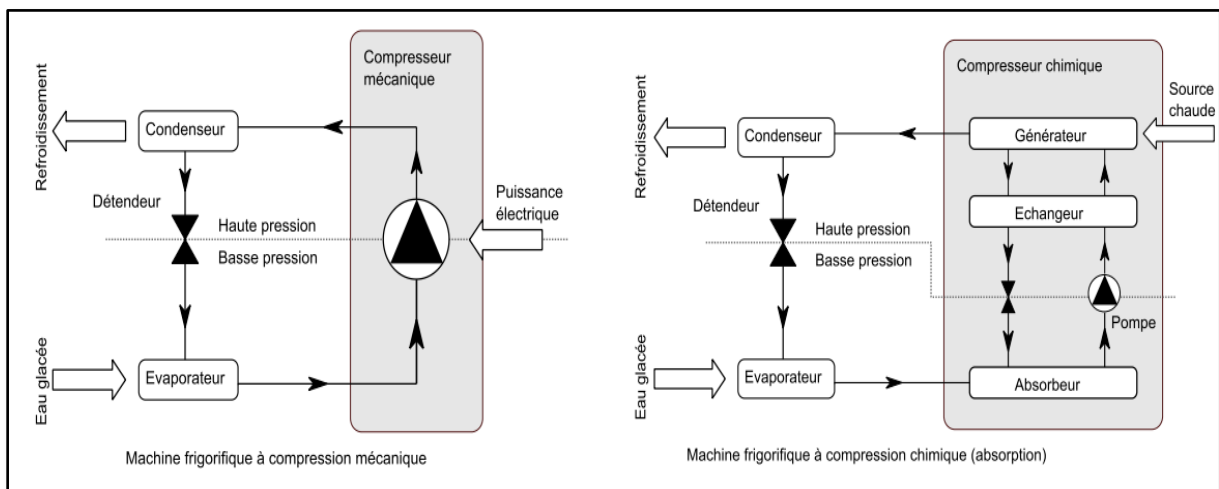 Compresseur
mécanique
Refroidissement
Condenseur
Détendeur
Haute pression
Basse pression
Puissance
électrique
Eau glacée
Evaporateur
Machine frigorifique à compression mécanique
Compresseur chimique
Source
chaude
Refroidissement
Condenseur
Générateur
Détendeur
Echangeur
Haute pression
Basse pression
Pompe
Eau glacée
Evaporateur
Absorbeur
Machine frigorifique à compression chimique (absorption)